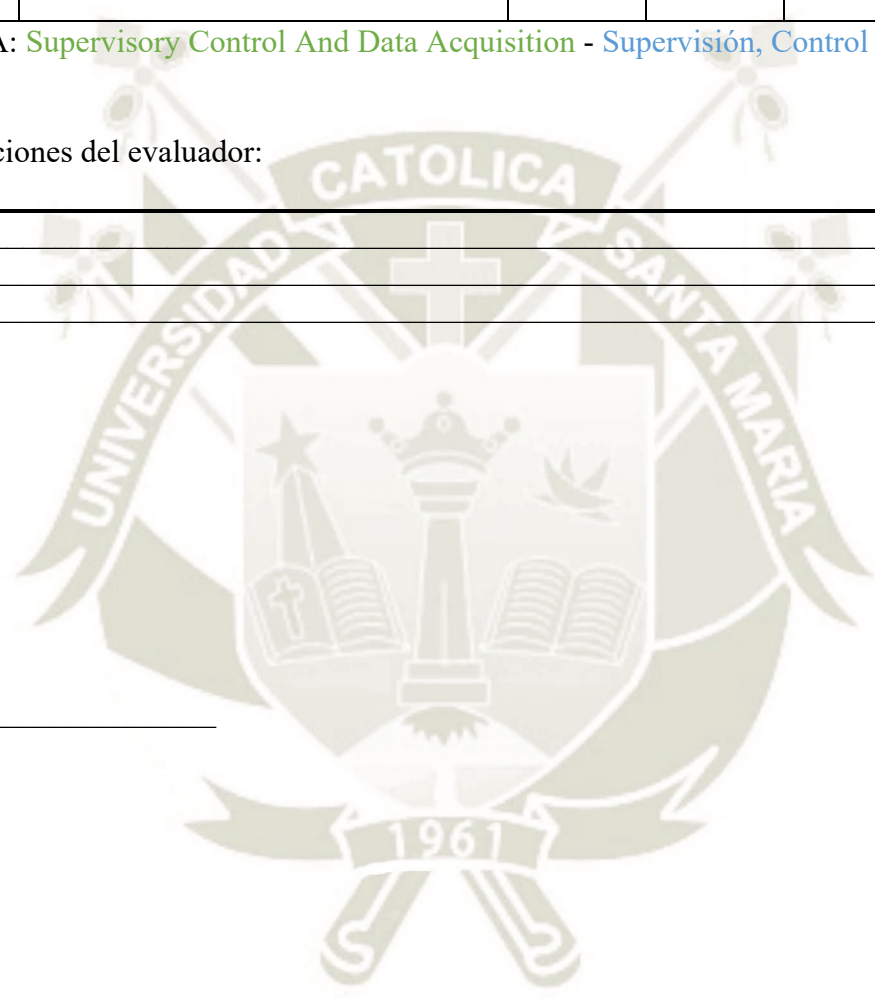 A: Supervisory Control And Data Acquisition - Supervisión, Control
ciones del evaluador:
CATOLICA
UNIVERSIDAD
SANTA MARIA
1961